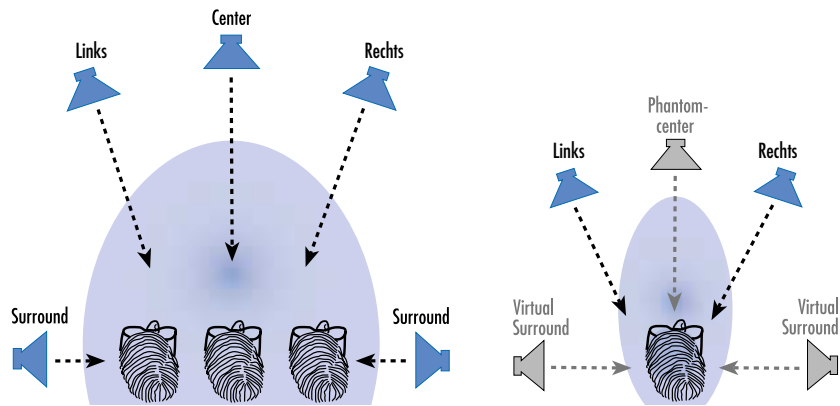 Center
Links
Rechts
Surround
Surround
Phantom-
center
Links
Rechts
Virtual
Surround
Virtual
Surround